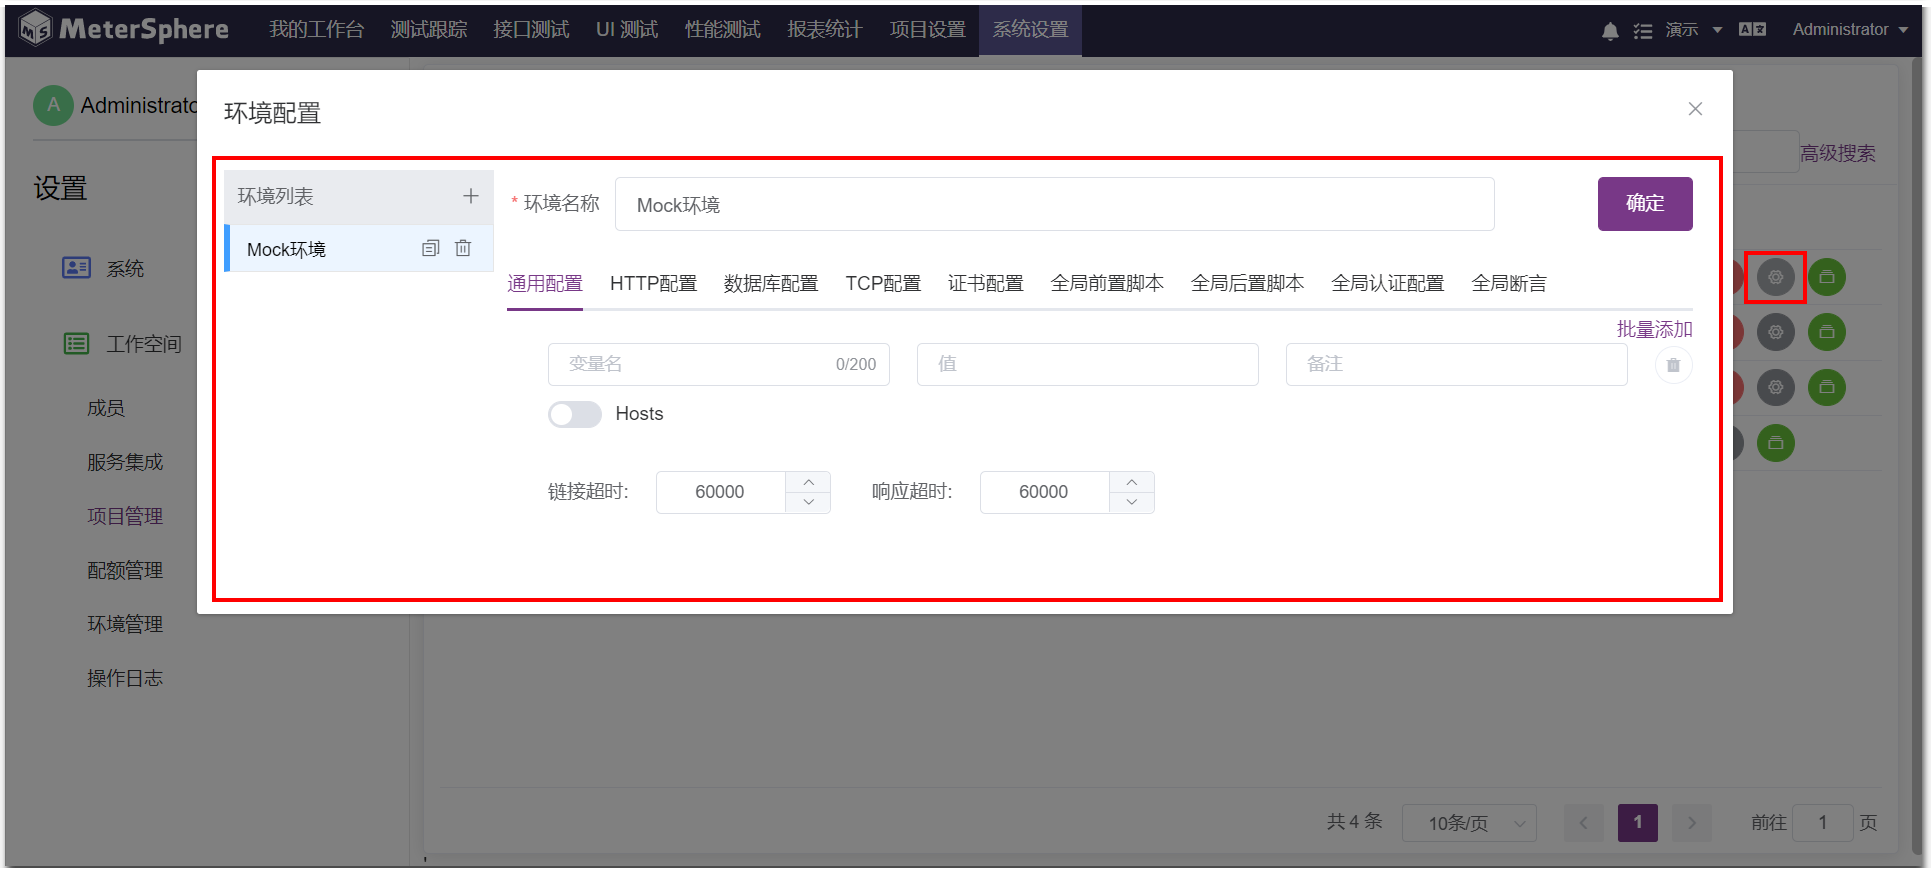 MeterSphere 我的工作台 测试跟踪 接口测试 UI 测试 性能测试 报表统计 项目设置 系统设置 演示 Administrator
A Administrato
环境配置
高级搜索
设置
环境列表
* 环境名称 Mock环境 确定
Mock环境
系统
通用配置 HTTP配置 数据库配置 TCP配置 证书配置 全局前置脚本 全局后置脚本 全局认证配置 全局断言
批量添加
工作空间
变量名 0/200 值 备注
成员
Hosts
服务集成
链接超时: 60000 响应超时: 60000
项目管理
配额管理
环境管理
操作日志
共 4 条 10条/页 1 前往 1 页